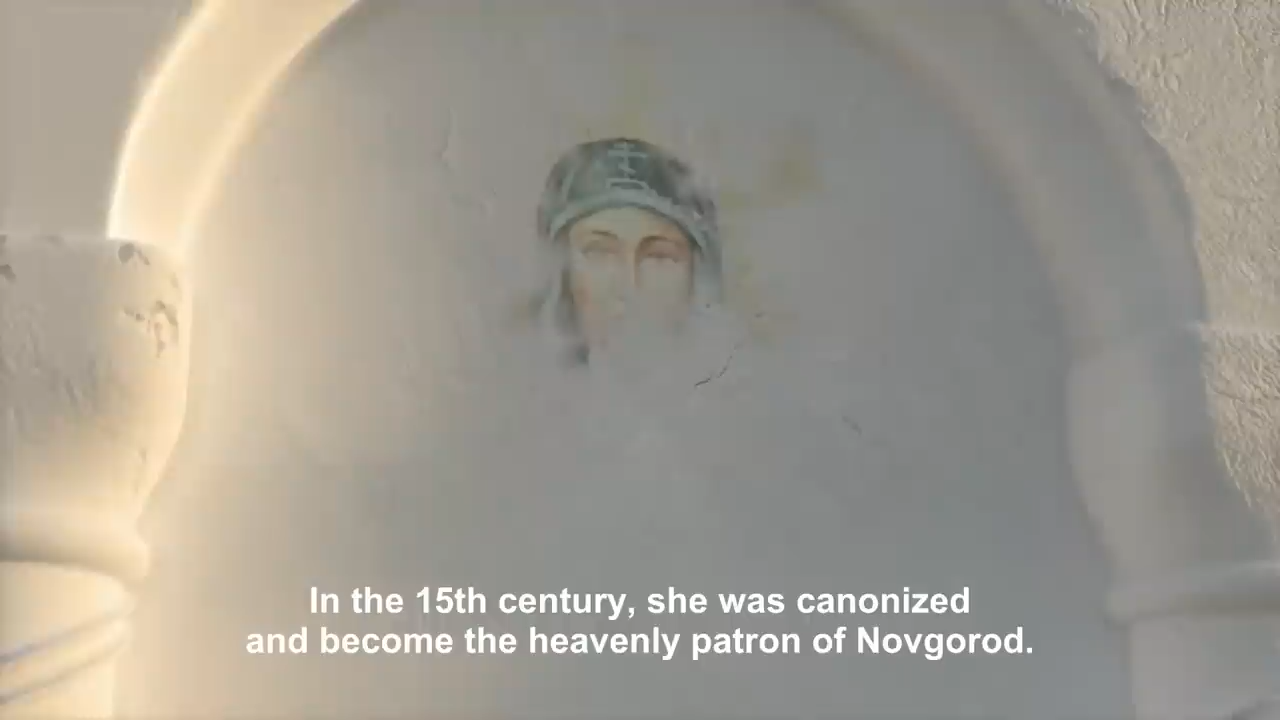 In the 15th century, she was canonized
and become the heavenly patron of Novgorod.